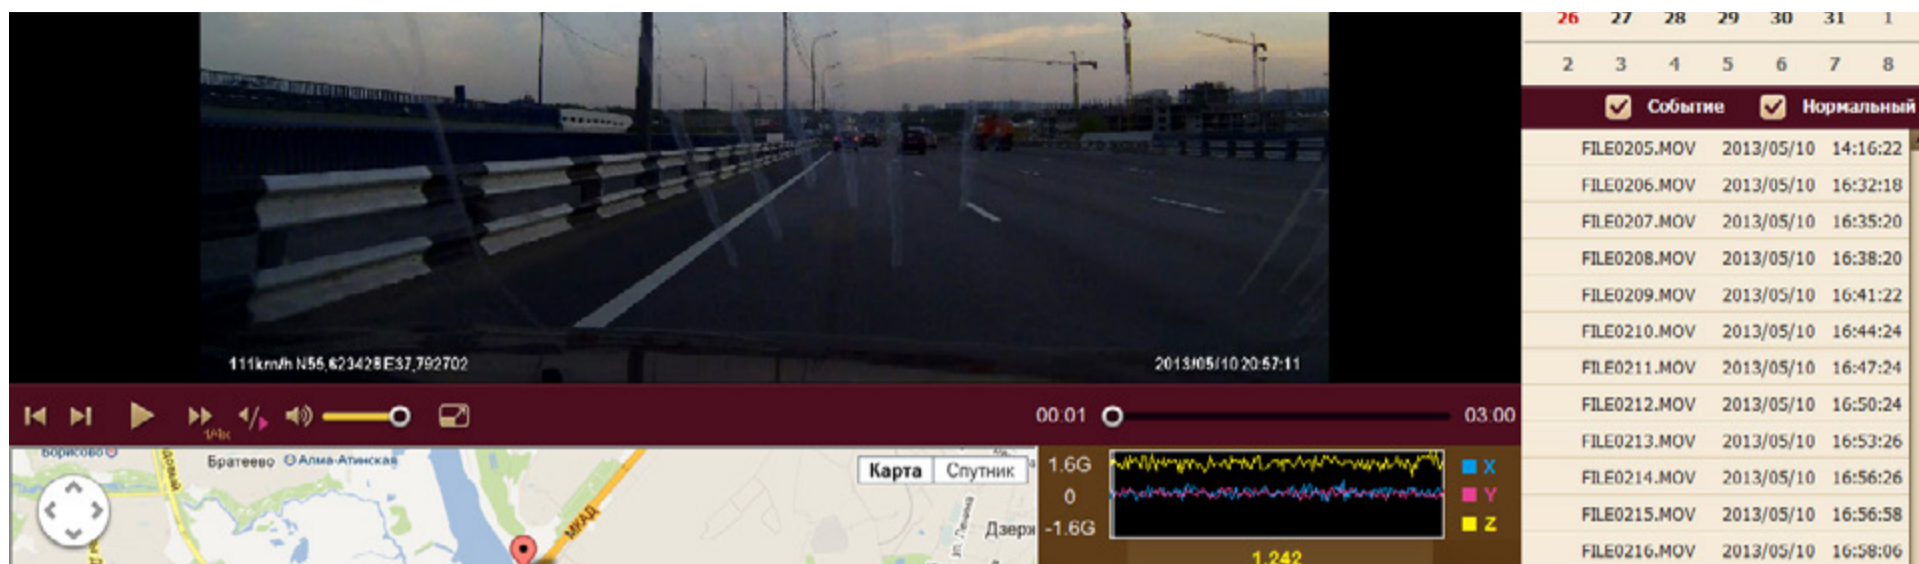 26 27 28 29 30 31 1
2 3 4 5 6 7 8
Событие Нормальный
FILE0205.MOV 2013/05/10 14:16:22
FILE0206.MOV 2013/05/10 16:32:18
FILE0207.MOV 2013/05/10 16:35:20
FILE0208.MOV 2013/05/10 16:38:20
FILE0209.MOV 2013/05/10 16:41:22
FILE0210.MOV 2013/05/10 16:44:24
FILE0211.MOV 2013/05/10 16:47:24
FILE0212.MOV 2013/05/10 16:50:24
FILE0213.MOV 2013/05/10 16:53:26
FILE0214.MOV 2013/05/10 16:56:26
FILE0215.MOV 2013/05/10 16:56:58
FILE0216.MOV 2013/05/10 16:58:06
111km/h N55,623428 E37,792702
2013/05/10 20:57:11
00:01 03:00
Борисово
Братеево Алма-Атинская
Карта Спутник
МКАД
ул. Ленина
Дзерж
1.6G
0
-1.6G
X
Y
Z
1.242